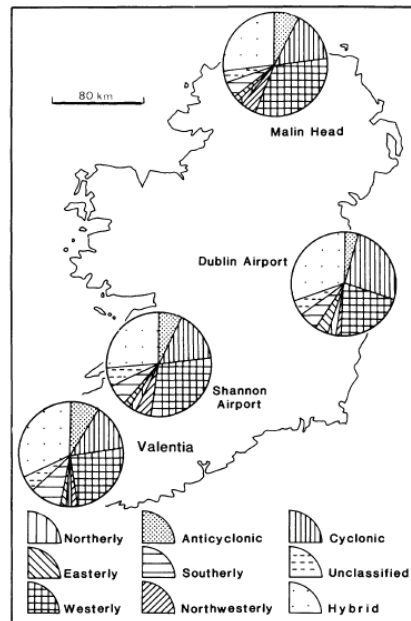 80 km
Malin Head
Dublin Airport
Shannon
Airport
Valentia
Northerly Anticyclonic Cyclonic
Easterly Southerly Unclassified
Westerly Northwesterly Hybrid